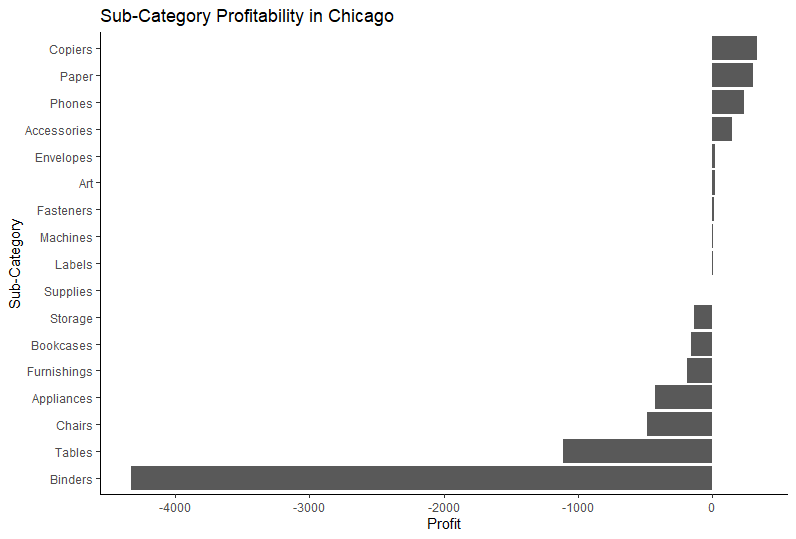 Sub-Category Profitability in Chicago
Sub-Category
Copiers
Paper
Phones
Accessories
Envelopes
Art
Fasteners
Machines
Labels
Supplies
Storage
Bookcases
Furnishings
Appliances
Chairs
Tables
Binders
-4000 -3000 -2000 -1000 0
Profit